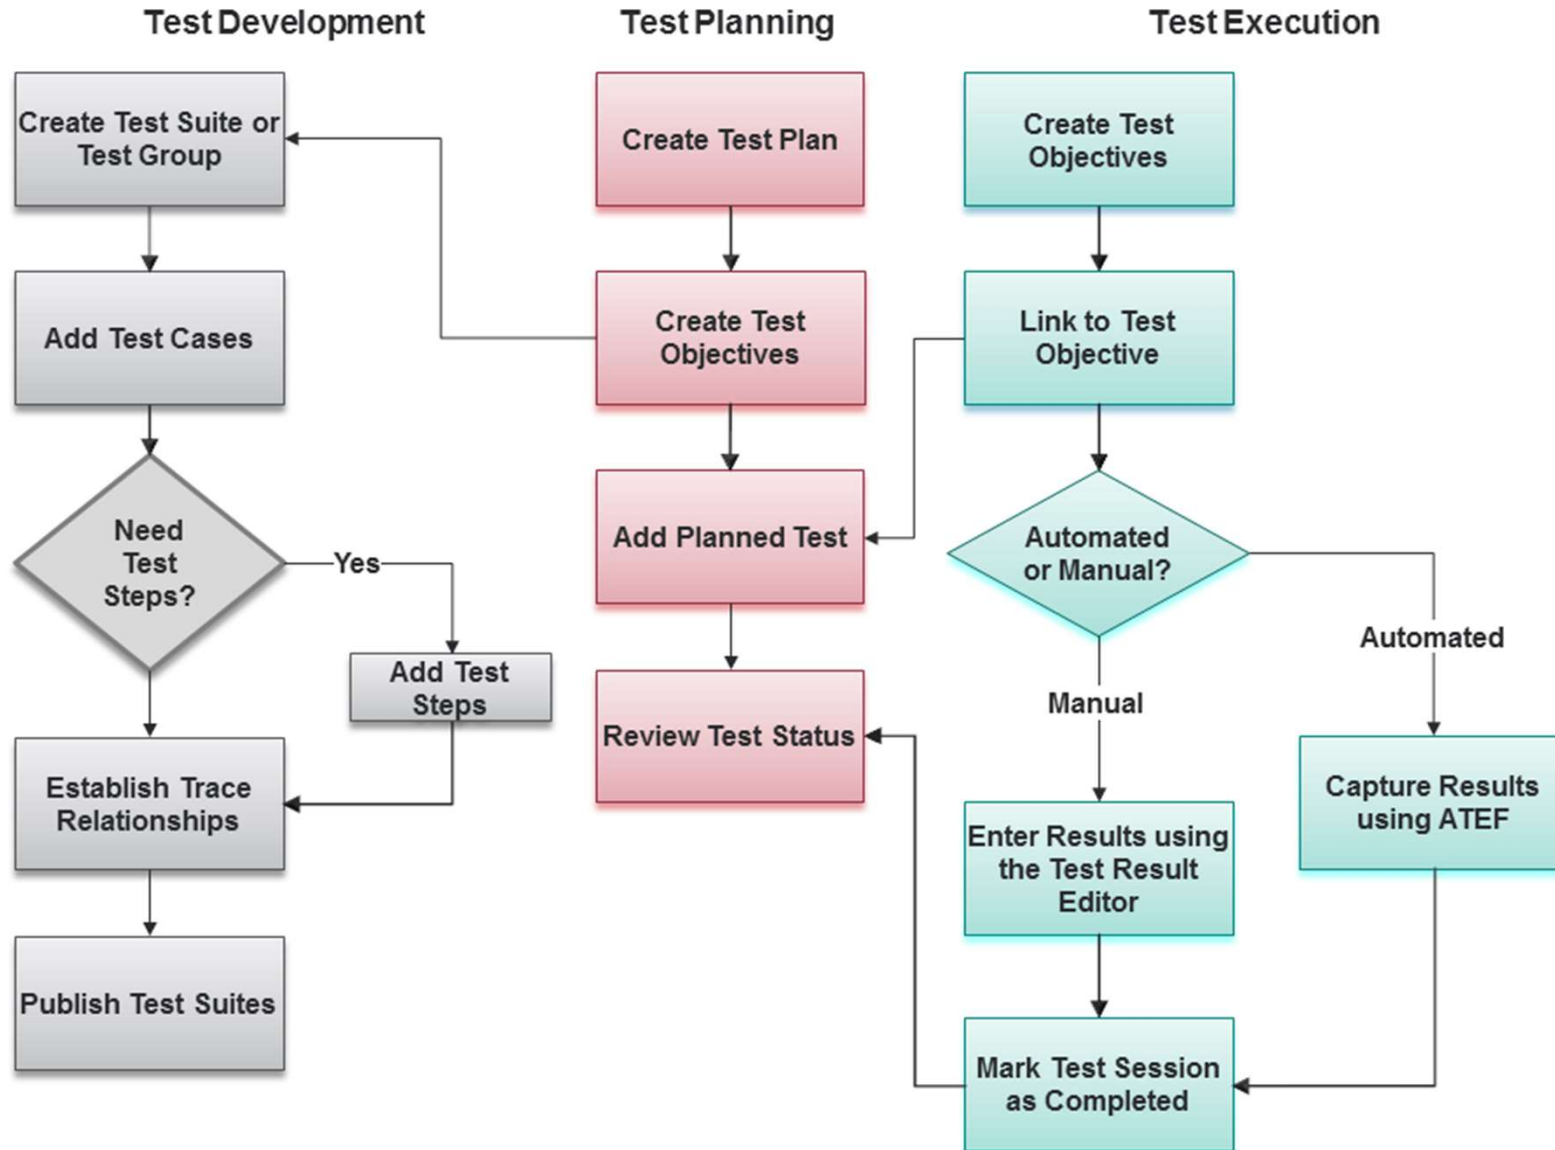 Test Development
Test Planning
Test Execution
Create Test Suite or
Test Group
Create Test Plan
Create Test
Objectives
Add Test Cases
Create Test
Objectives
Link to Test
Objective
Need
Test
Steps?
Yes
Add Planned Test
Automated
or Manual?
Automated
Add Test
Steps
Manual
Review Test Status
Establish Trace
Relationships
Enter Results using
the Test Result
Editor
Capture Results
using ATEF
Publish Test Suites
Mark Test Session
as Completed